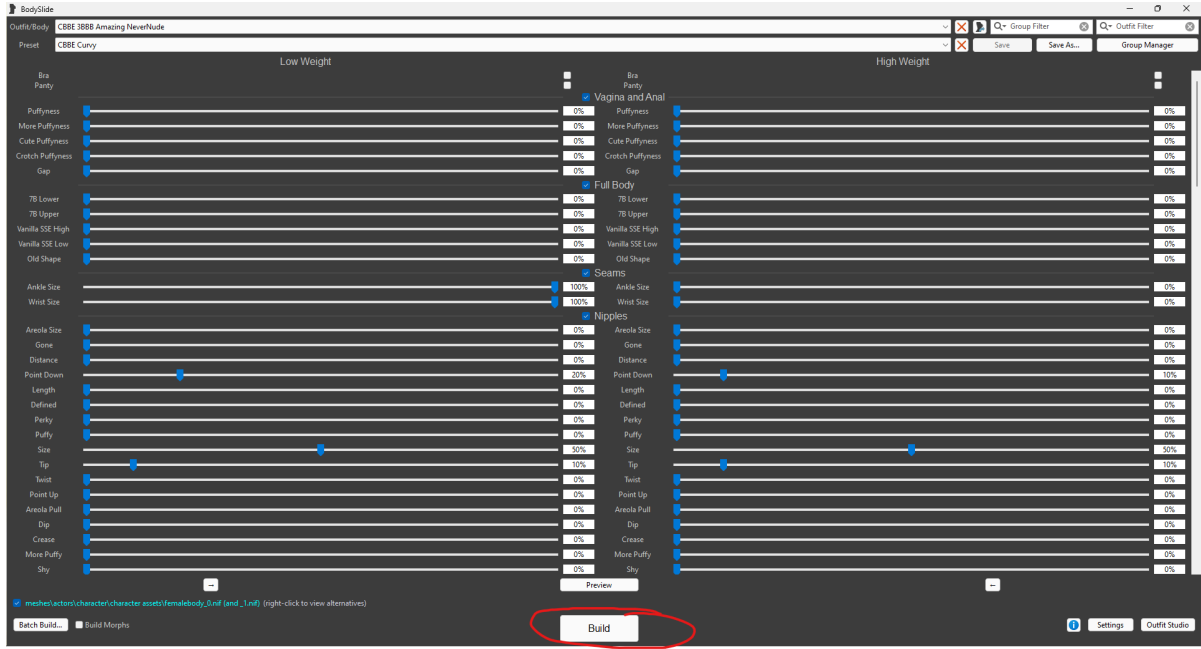 BodySlide
Outfit/Body CBBE 3BBB Amazing NeverNude Group Filter Outfit Filter
Preset CBBE Curvy Save Save As... Group Manager
Low Weight High Weight
Bra Bra
Panty Panty
Vagina and Anal
Puffyness 0% Puffyness 0%
More Puffyness 0% More Puffyness 0%
Cute Puffyness 0% Cute Puffyness 0%
Crotch Puffyness 0% Crotch Puffyness 0%
Gap 0% Gap 0%
Full Body
7B Lower 0% 7B Lower 0%
7B Upper 0% 7B Upper 0%
Vanilla SSE High 0% Vanilla SSE High 0%
Vanilla SSE Low 0% Vanilla SSE Low 0%
Old Shape 0% Old Shape 0%
Seams
Ankle Size 100% Ankle Size 0%
Wrist Size 100% Wrist Size 0%
Nipples
Areola Size 0% Areola Size 0%
Gone 0% Gone 0%
Distance 0% Distance 0%
Point Down 20% Point Down 10%
Length 0% Length 0%
Defined 0% Defined 0%
Perky 0% Perky 0%
Puffy 0% Puffy 0%
Size 50% Size 50%
Tip 10% Tip 10%
Twist 0% Twist 0%
Point Up 0% Point Up 0%
Areola Pull 0% Areola Pull 0%
Dip 0% Dip 0%
Crease 0% Crease 0%
More Puffy 0% More Puffy 0%
Shy 0% Shy 0%
→ Preview ←
meshes\actors\character\character assets\femalebody_0.nif (and _1.nif) (right-click to view alternatives)
Batch Build... Build Morphs Build Settings Outfit Studio